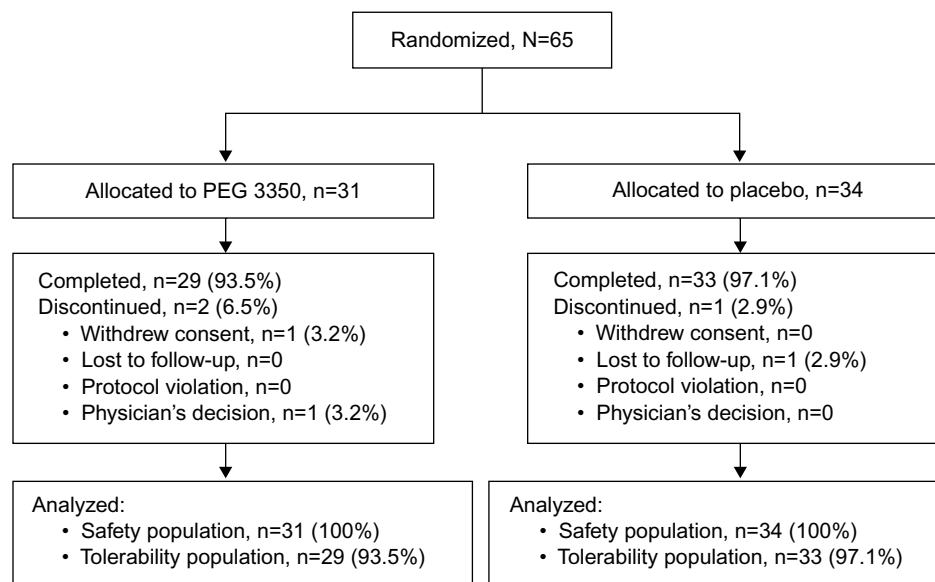 Randomized, N=65
Allocated to PEG 3350, n=31
Allocated to placebo, n=34
Completed, n=29 (93.5%)
Discontinued, n=2 (6.5%)
• Withdrew consent, n=1 (3.2%)
• Lost to follow-up, n=0
• Protocol violation, n=0
• Physician’s decision, n=1 (3.2%)
Completed, n=33 (97.1%)
Discontinued, n=1 (2.9%)
• Withdrew consent, n=0
• Lost to follow-up, n=1 (2.9%)
• Protocol violation, n=0
• Physician’s decision, n=0
Analyzed:
• Safety population, n=31 (100%)
• Tolerability population, n=29 (93.5%)
Analyzed:
• Safety population, n=34 (100%)
• Tolerability population, n=33 (97.1%)